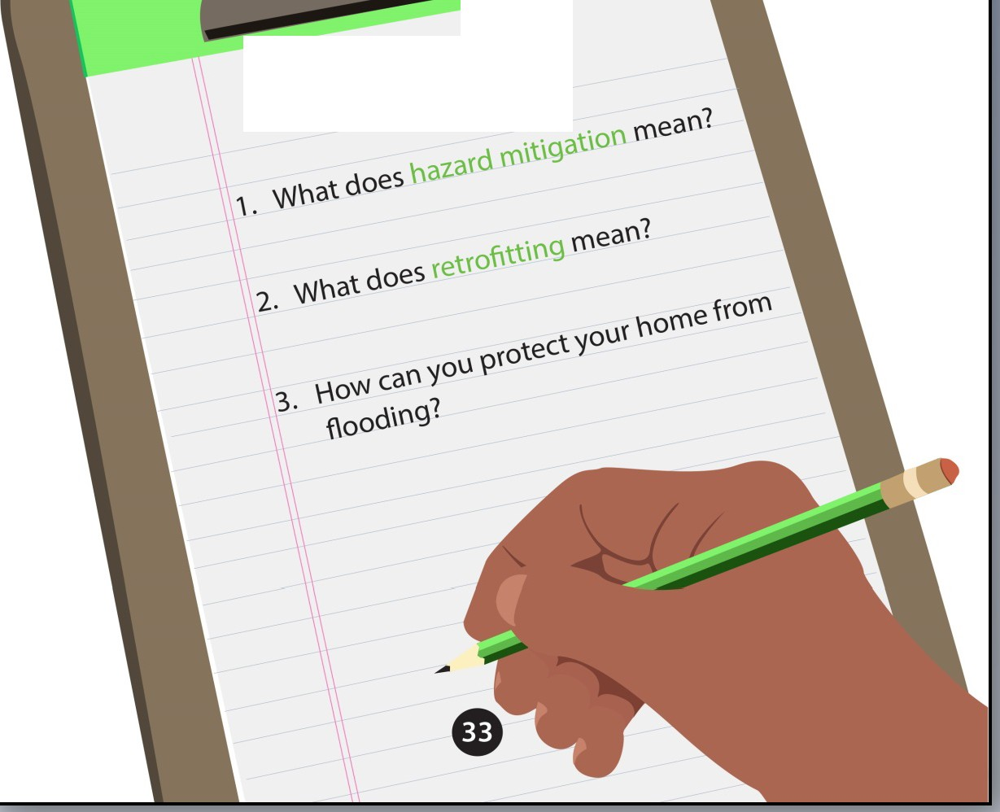 1. What does hazard mitigation mean?
2. What does retrofitting mean?
3. How can you protect your home from
flooding?
33